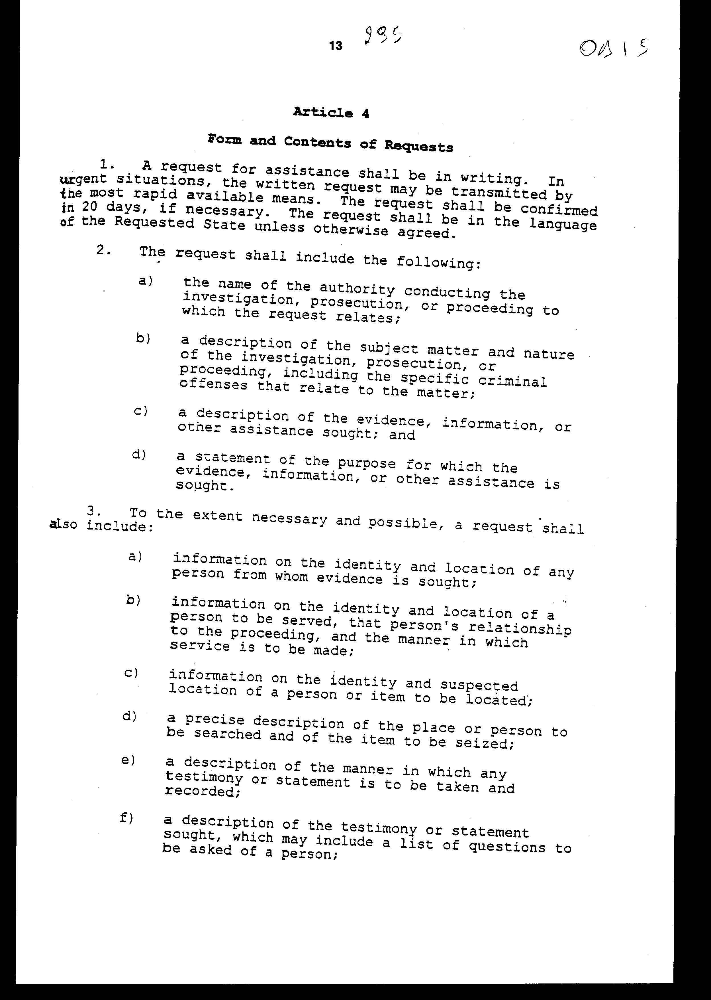 13
Article 4
Form and Contents of Requests
1. A request for assistance shall be in writing. In
urgent situations, the written request may be transmitted by
the most rapid available means. The request shall be confirmed
in 20 days, if necessary. The request shall be in the language
of the Requested State unless otherwise agreed.
2. The request shall include the following:
a) the name of the authority conducting the
investigation, prosecution, or proceeding to
which the request relates;
b) a description of the subject matter and nature
of the investigation, prosecution, or
proceeding, including the specific criminal
offenses that relate to the matter;
c) a description of the evidence, information, or
other assistance sought; and
d) a statement of the purpose for which the
evidence, information, or other assistance is
sought.
3. To the extent necessary and possible, a request shall
also include:
a) information on the identity and location of any
person from whom evidence is sought;
b) information on the identity and location of a
person to be served, that person's relationship
to the proceeding, and the manner in which
service is to be made;
c) information on the identity and suspected
location of a person or item to be located;
d) a precise description of the place or person to
be searched and of the item to be seized;
e) a description of the manner in which any
testimony or statement is to be taken and
recorded;
f) a description of the testimony or statement
sought, which may include a list of questions to
be asked of a person;